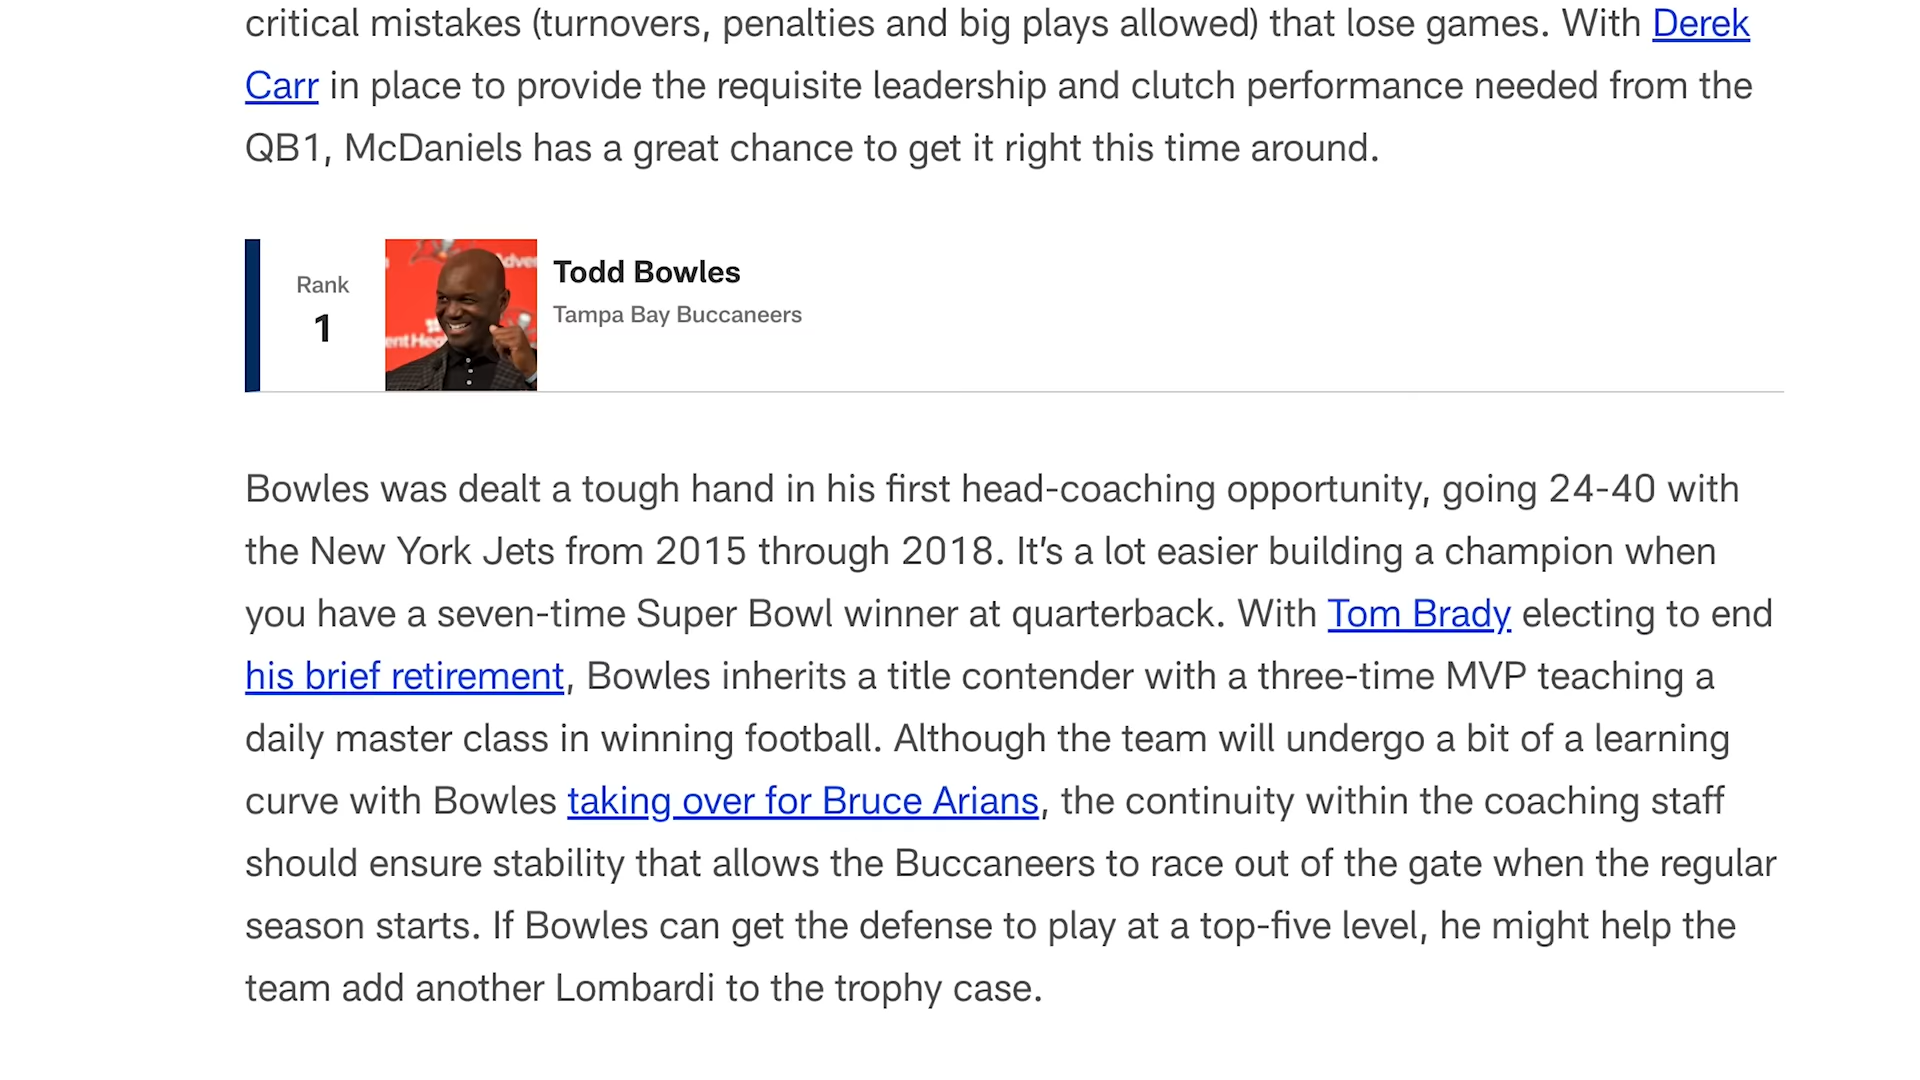 critical mistakes (turnovers, penalties and big plays allowed) that lose games. With Derek
Carr in place to provide the requisite leadership and clutch performance needed from the
QB1, McDaniels has a great chance to get it right this time around.
Rank
1
Todd Bowles
Tampa Bay Buccaneers
Bowles was dealt a tough hand in his first head-coaching opportunity, going 24-40 with
the New York Jets from 2015 through 2018. It’s a lot easier building a champion when
you have a seven-time Super Bowl winner at quarterback. With Tom Brady electing to end
his brief retirement, Bowles inherits a title contender with a three-time MVP teaching a
daily master class in winning football. Although the team will undergo a bit of a learning
curve with Bowles taking over for Bruce Arians, the continuity within the coaching staff
should ensure stability that allows the Buccaneers to race out of the gate when the regular
season starts. If Bowles can get the defense to play at a top-five level, he might help the
team add another Lombardi to the trophy case.